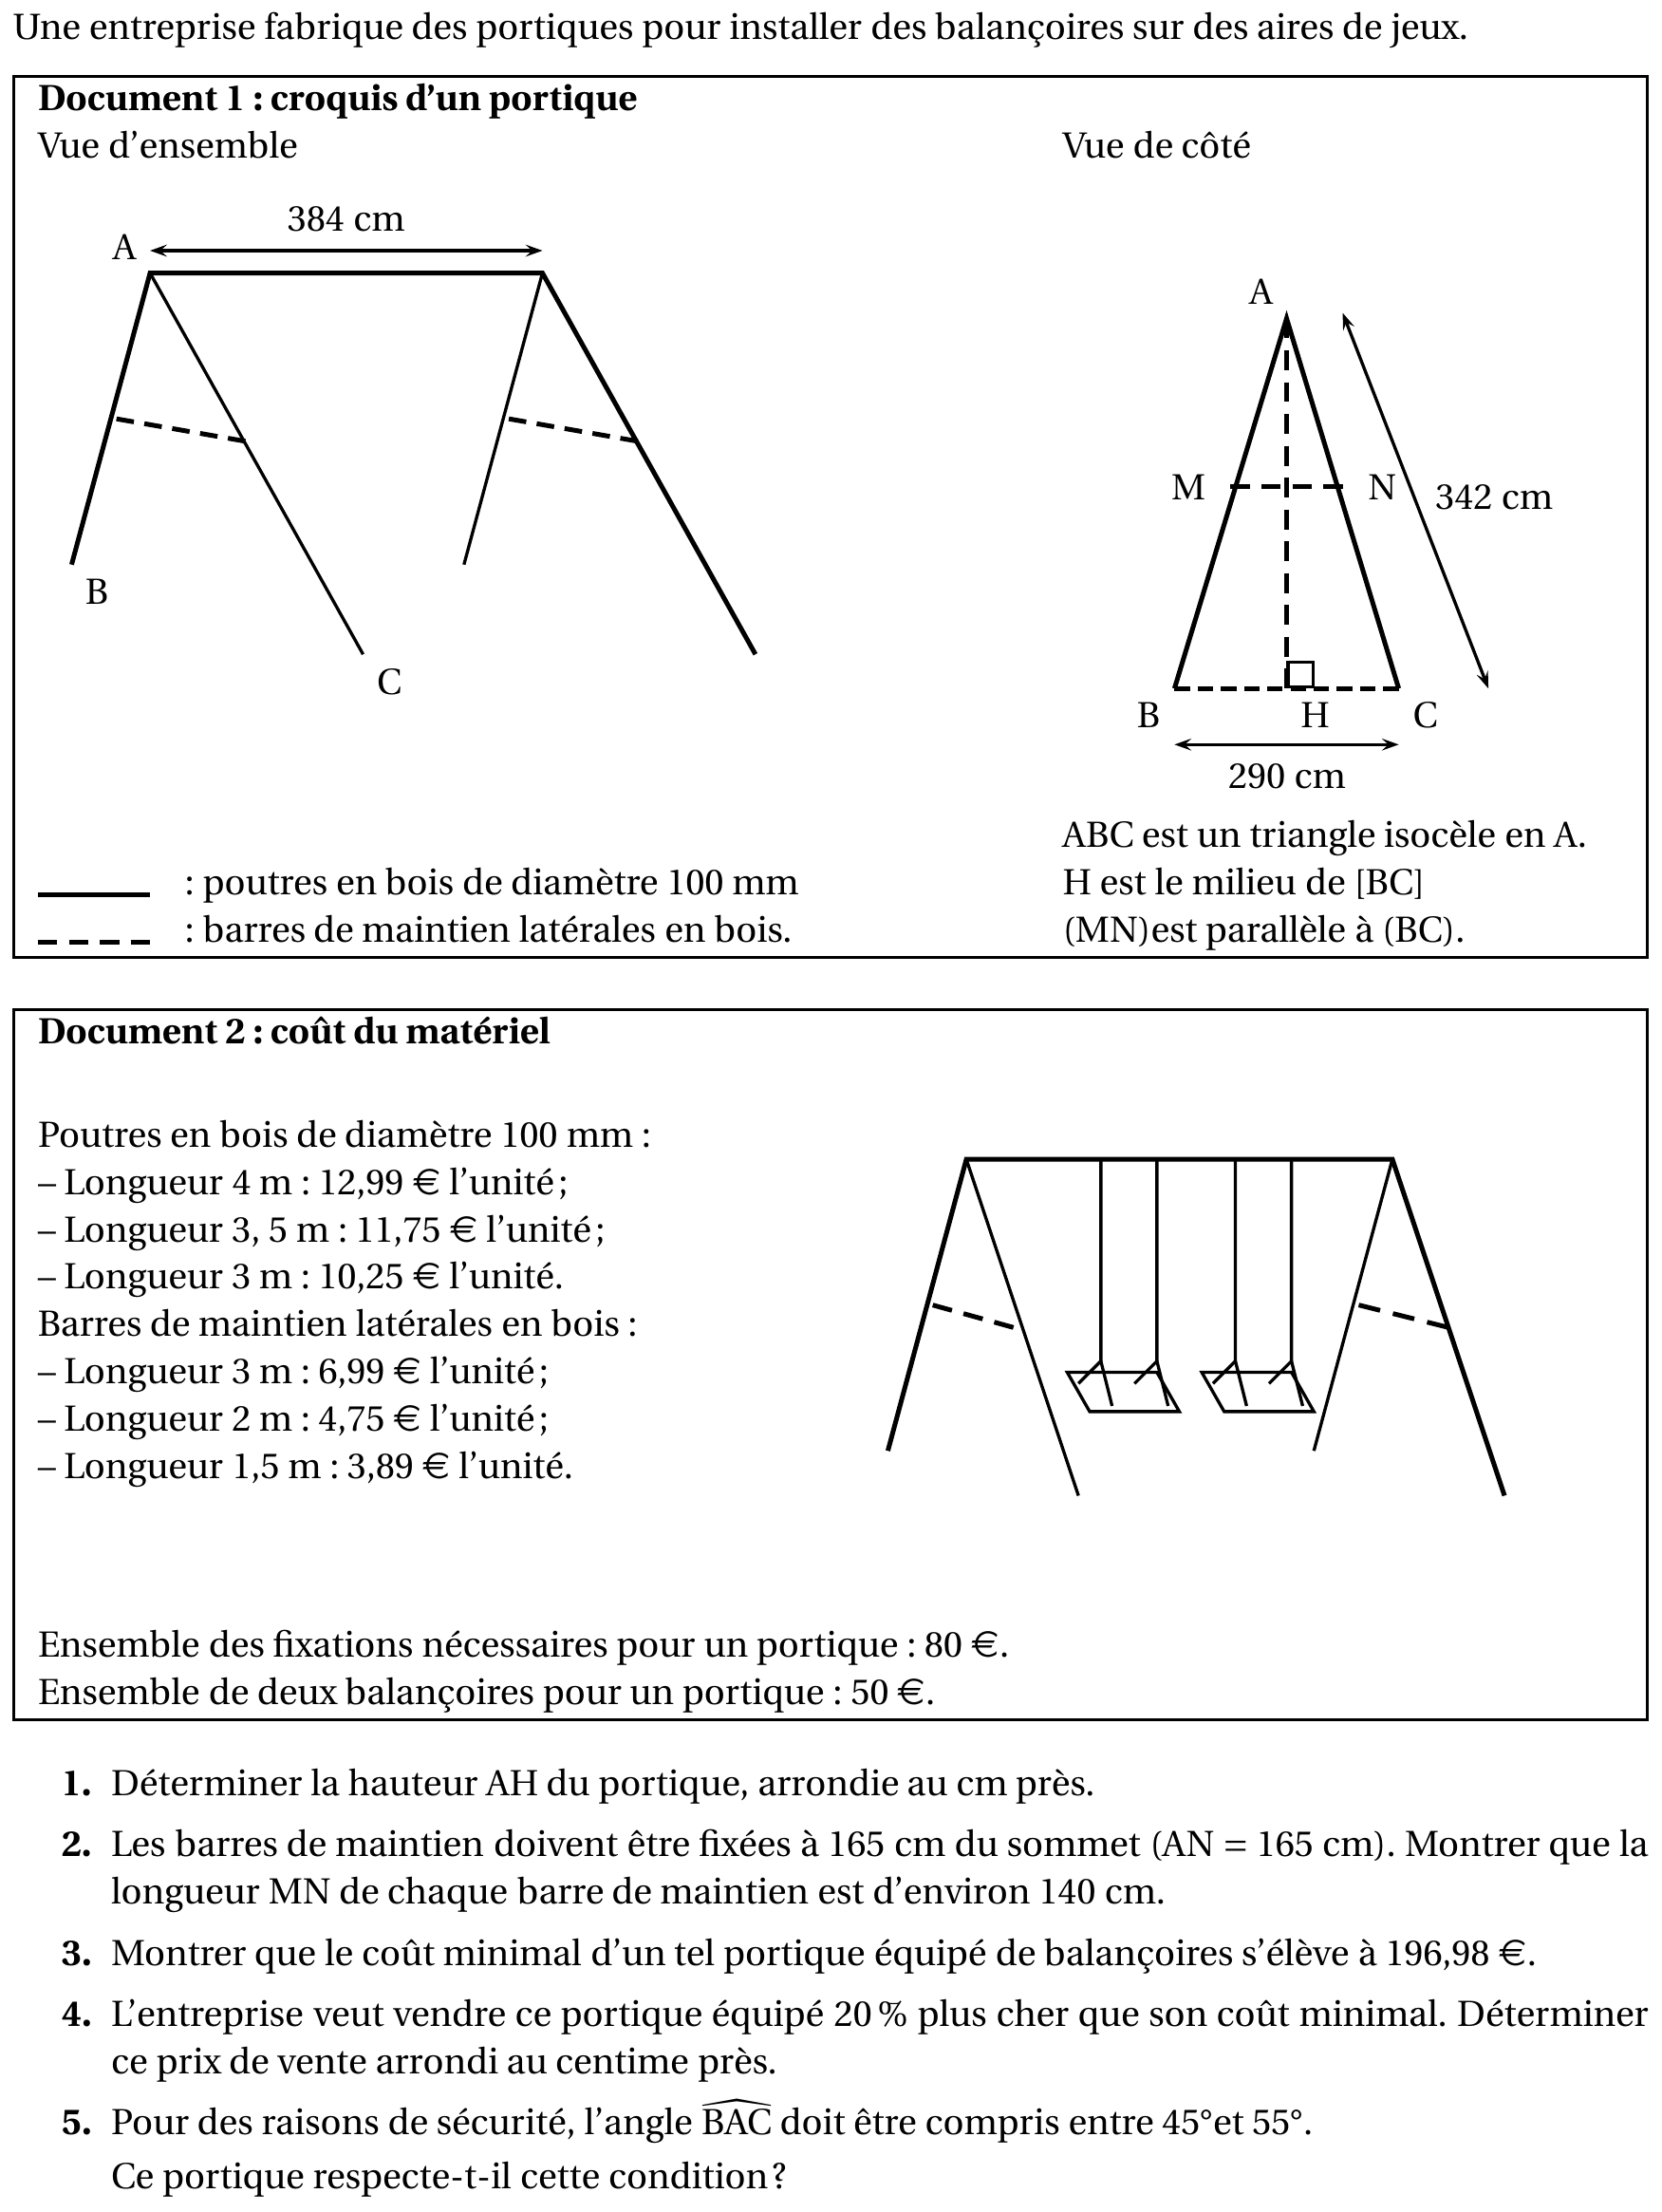 Une entreprise fabrique des portiques pour installer des balançoires sur des aires de jeux.
Document 1 : croquis d'un portique
Vue d'ensemble
Vue de côté
384 cm
A
B
C
A
M
N
342 cm
B
H
C
290 cm
ABC est un triangle isocèle en A.
: poutres en bois de diamètre 100 mm
H est le milieu de [BC]
: barres de maintien latérales en bois.
(MN)est parallèle à (BC).
Document 2 : coût du matériel
Poutres en bois de diamètre 100 mm :
– Longueur 4 m : 12,99 € l'unité ;
– Longueur 3, 5 m : 11,75 € l'unité ;
– Longueur 3 m : 10,25 € l'unité.
Barres de maintien latérales en bois :
– Longueur 3 m : 6,99 € l'unité ;
– Longueur 2 m : 4,75 € l'unité ;
– Longueur 1,5 m : 3,89 € l'unité.
Ensemble des fixations nécessaires pour un portique : 80 €.
Ensemble de deux balançoires pour un portique : 50 €.
1. Déterminer la hauteur AH du portique, arrondie au cm près.
2. Les barres de maintien doivent être fixées à 165 cm du sommet (AN = 165 cm). Montrer que la
longueur MN de chaque barre de maintien est d'environ 140 cm.
3. Montrer que le coût minimal d'un tel portique équipé de balançoires s'élève à 196,98 €.
4. L'entreprise veut vendre ce portique équipé 20 % plus cher que son coût minimal. Déterminer
ce prix de vente arrondi au centime près.
5. Pour des raisons de sécurité, l'angle BAC doit être compris entre 45°et 55°.
Ce portique respecte-t-il cette condition ?